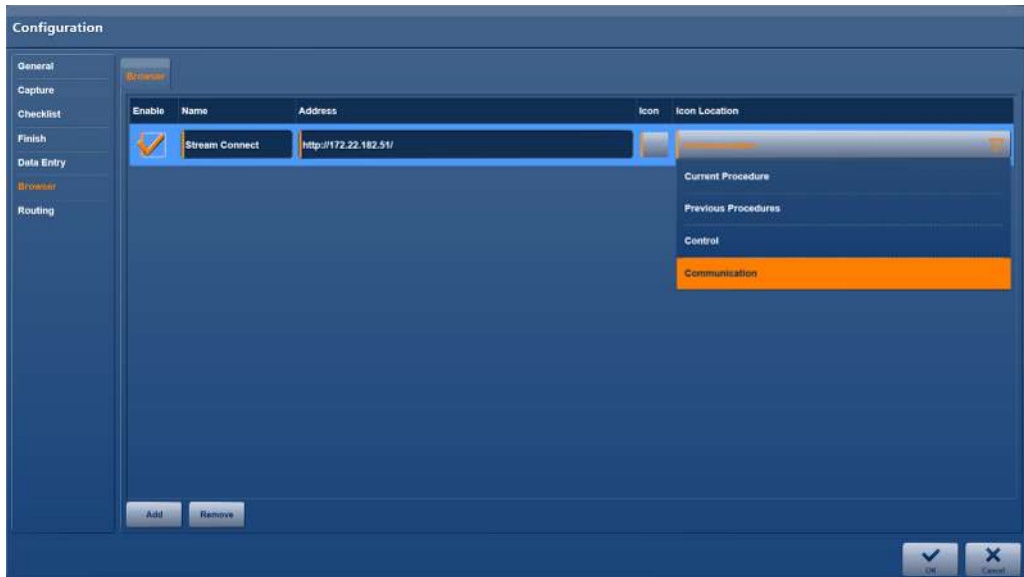 Configuration
General
Capture
Checklist
Finish
Data Entry
Browser
Routing
Browser
Enable Name Address Icon Icon Location
Stream Connect http://172.22.182.51/
Current Procedure
Previous Procedures
Control
Communication
Add Remove
OK Cancel